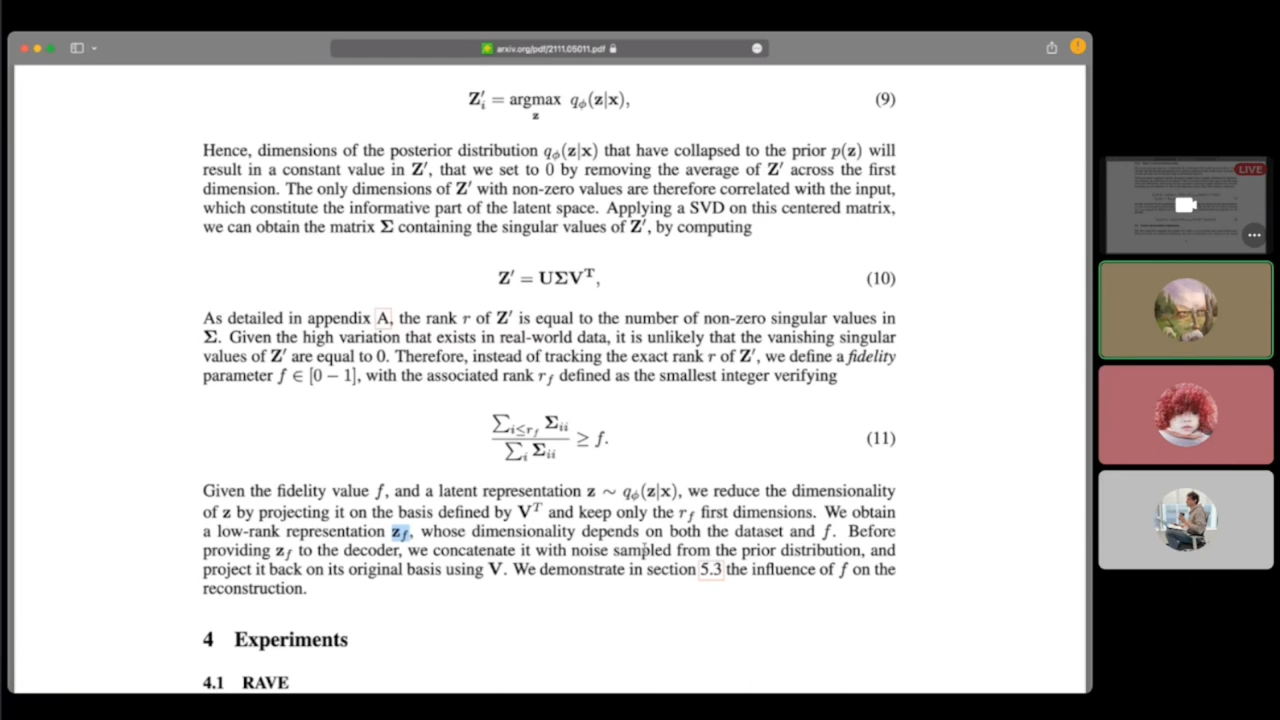 arxiv.org/pdf/2111.05011.pdf
Z′ᵢ = argmax qϕ(z|x), (9)
z
Hence, dimensions of the posterior distribution qϕ(z|x) that have collapsed to the prior p(z) will
result in a constant value in Z′, that we set to 0 by removing the average of Z′ across the first
dimension. The only dimensions of Z′ with non-zero values are therefore correlated with the input,
which constitute the informative part of the latent space. Applying a SVD on this centered matrix,
we can obtain the matrix Σ containing the singular values of Z′, by computing
Z′ = UΣVᵀ, (10)
As detailed in appendix A, the rank r of Z′ is equal to the number of non-zero singular values in
Σ. Given the high variation that exists in real-world data, it is unlikely that the vanishing singular
values of Z′ are equal to 0. Therefore, instead of tracking the exact rank r of Z′, we define a fidelity
parameter f ∈ [0 − 1], with the associated rank r_f defined as the smallest integer verifying
∑_{i≤r_f} Σ_ii
/ ∑_i Σ_ii ≥ f. (11)
Given the fidelity value f, and a latent representation z ∼ qϕ(z|x), we reduce the dimensionality
of z by projecting it on the basis defined by Vᵀ and keep only the r_f first dimensions. We obtain
a low-rank representation z_f, whose dimensionality depends on both the dataset and f. Before
providing z_f to the decoder, we concatenate it with noise sampled from the prior distribution, and
project it back on its original basis using V. We demonstrate in section 5.3 the influence of f on the
reconstruction.
4 Experiments
4.1 RAVE
LIVE